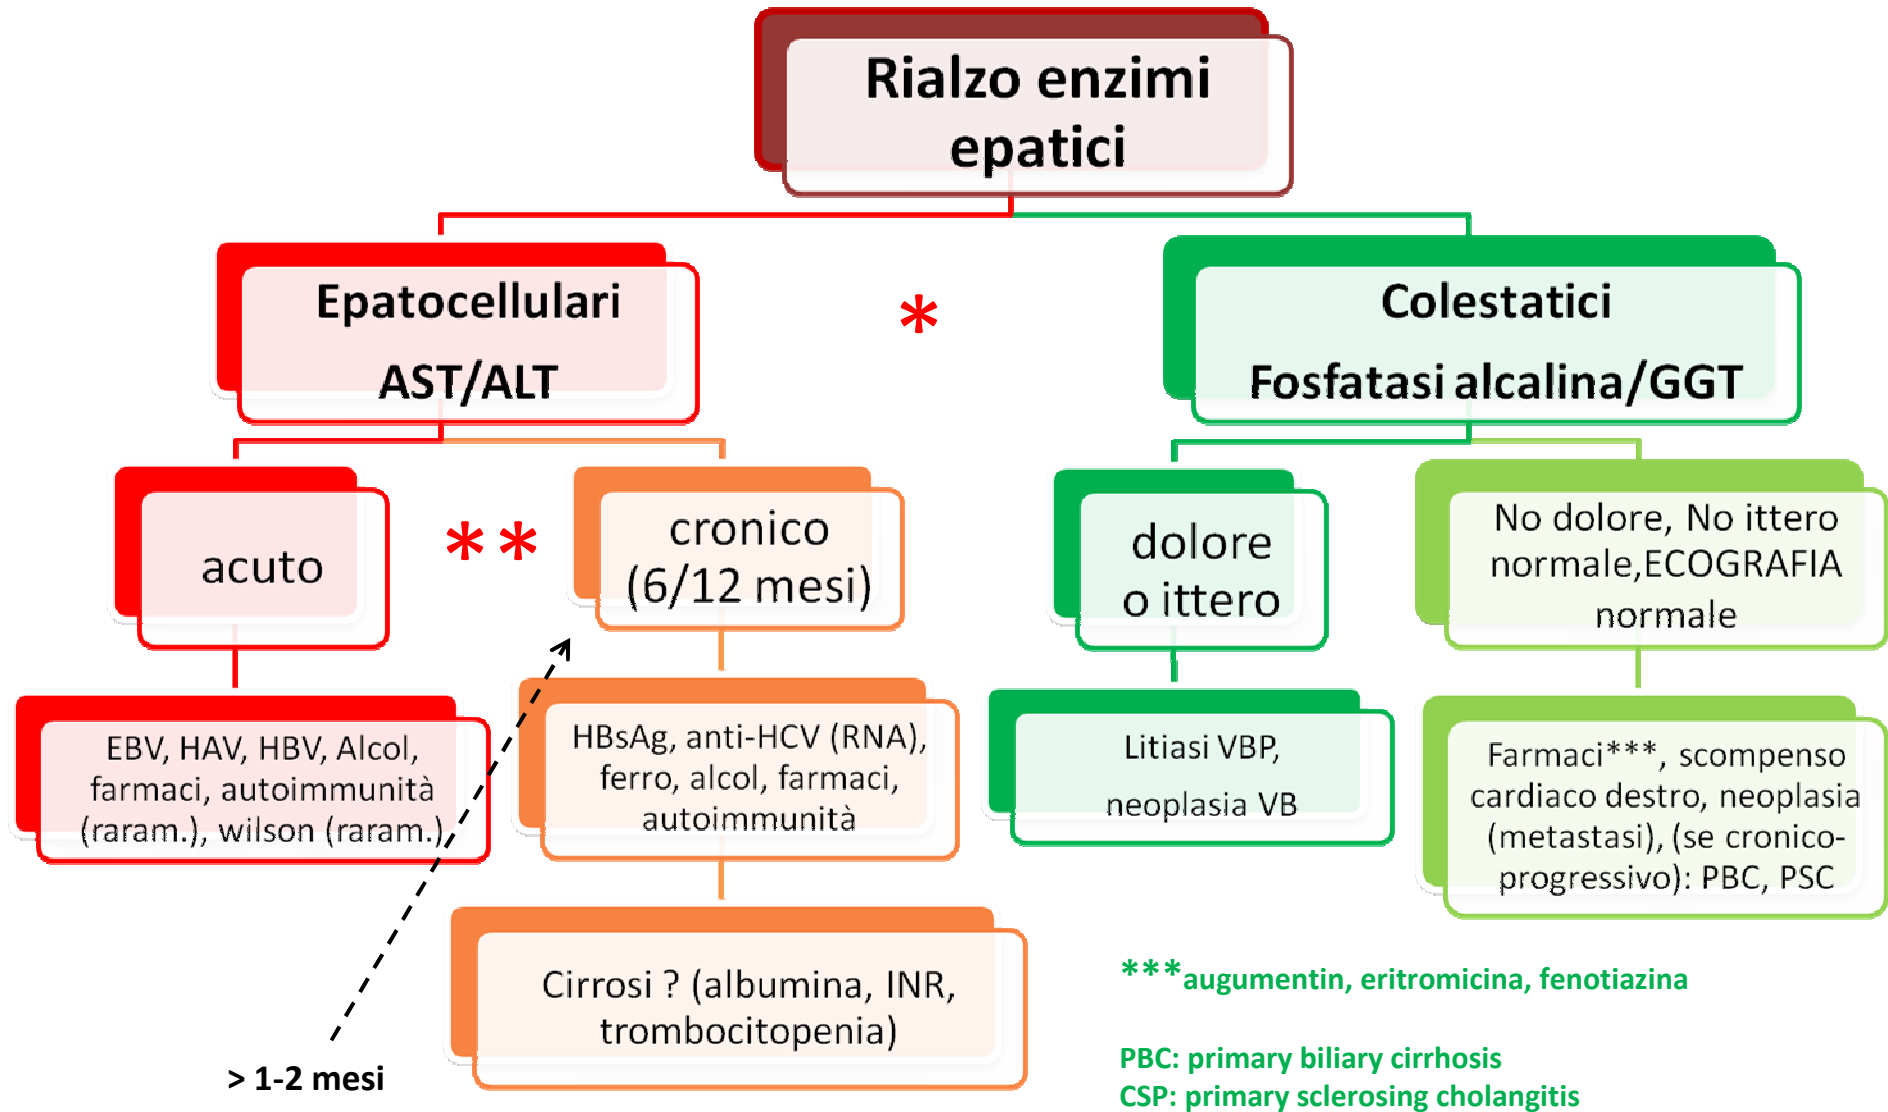 Rialzo enzimi
epatici
Epatocellulari
AST/ALT
*
Colestatici
Fosfatasi alcalina/GGT
acuto
**
cronico
(6/12 mesi)
dolore
o ittero
No dolore, No ittero
normale,ECOGRAFIA
normale
EBV, HAV, HBV, Alcol,
farmaci, autoimmunità
(raram.), wilson (raram.)
HBsAg, anti-HCV (RNA),
ferro, alcol, farmaci,
autoimmunità
Litiasi VBP,
neoplasia VB
Farmaci***, scompenso
cardiaco destro, neoplasia
(metastasi), (se cronico-
progressivo): PBC, PSC
Cirrosi ? (albumina, INR,
trombocitopenia)
> 1-2 mesi
***augumentin, eritromicina, fenotiazina
PBC: primary biliary cirrhosis
CSP: primary sclerosing cholangitis